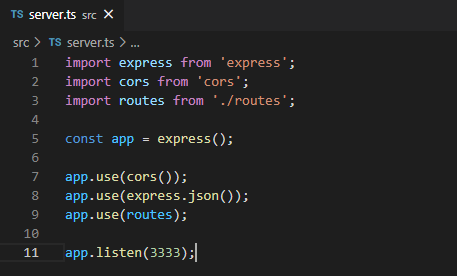 TS server.ts src ×
src > TS server.ts > ...
1 import express from 'express';
2 import cors from 'cors';
3 import routes from './routes';
4
5 const app = express();
6
7 app.use(cors());
8 app.use(express.json());
9 app.use(routes);
10
11 app.listen(3333);